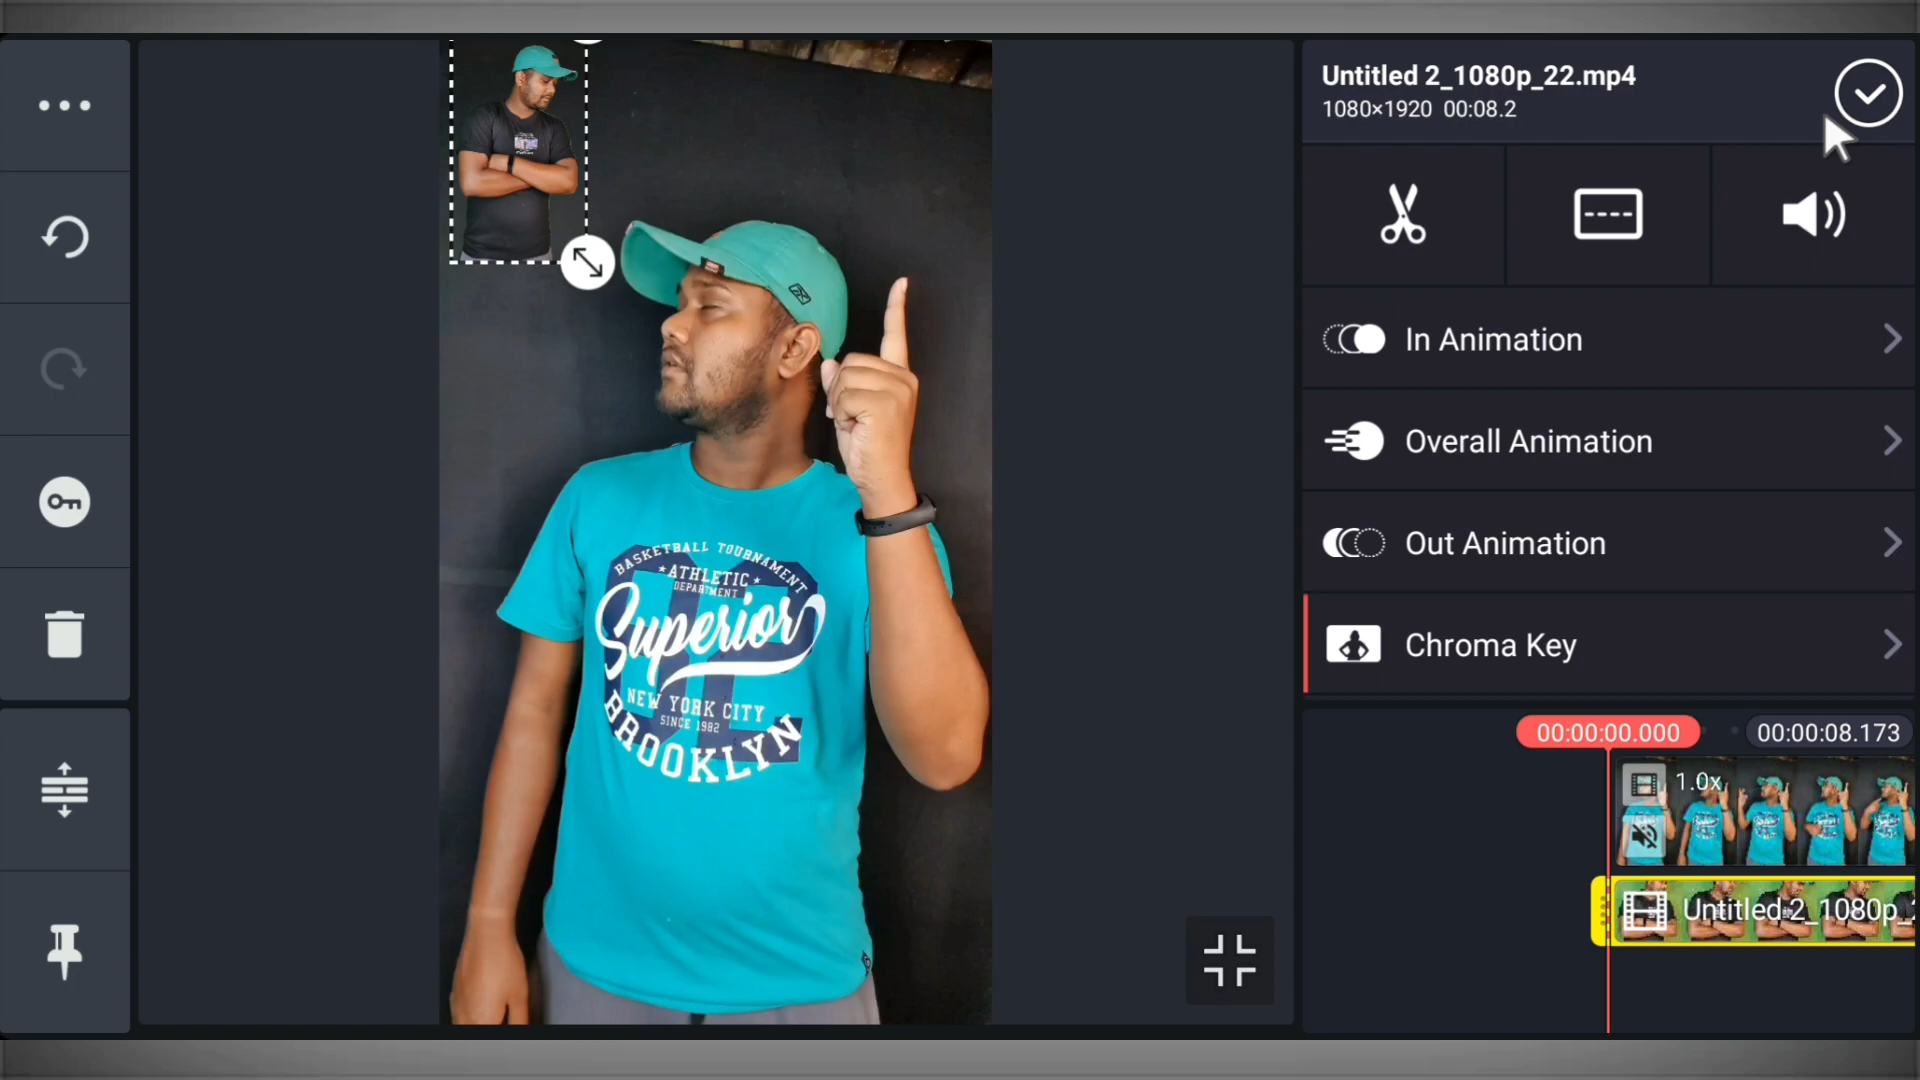 Untitled 2_1080p_22.mp4
1080×1920 00:08.2
In Animation
Overall Animation
Out Animation
Chroma Key
00:00:00.000
00:00:08.173
1.0x
Untitled 2_1080p_2
BASKETBALL TOURNAMENT
ATHLETIC
DEPARTMENT
Superior
NEW YORK CITY
SINCE 1982
BROOKLYN